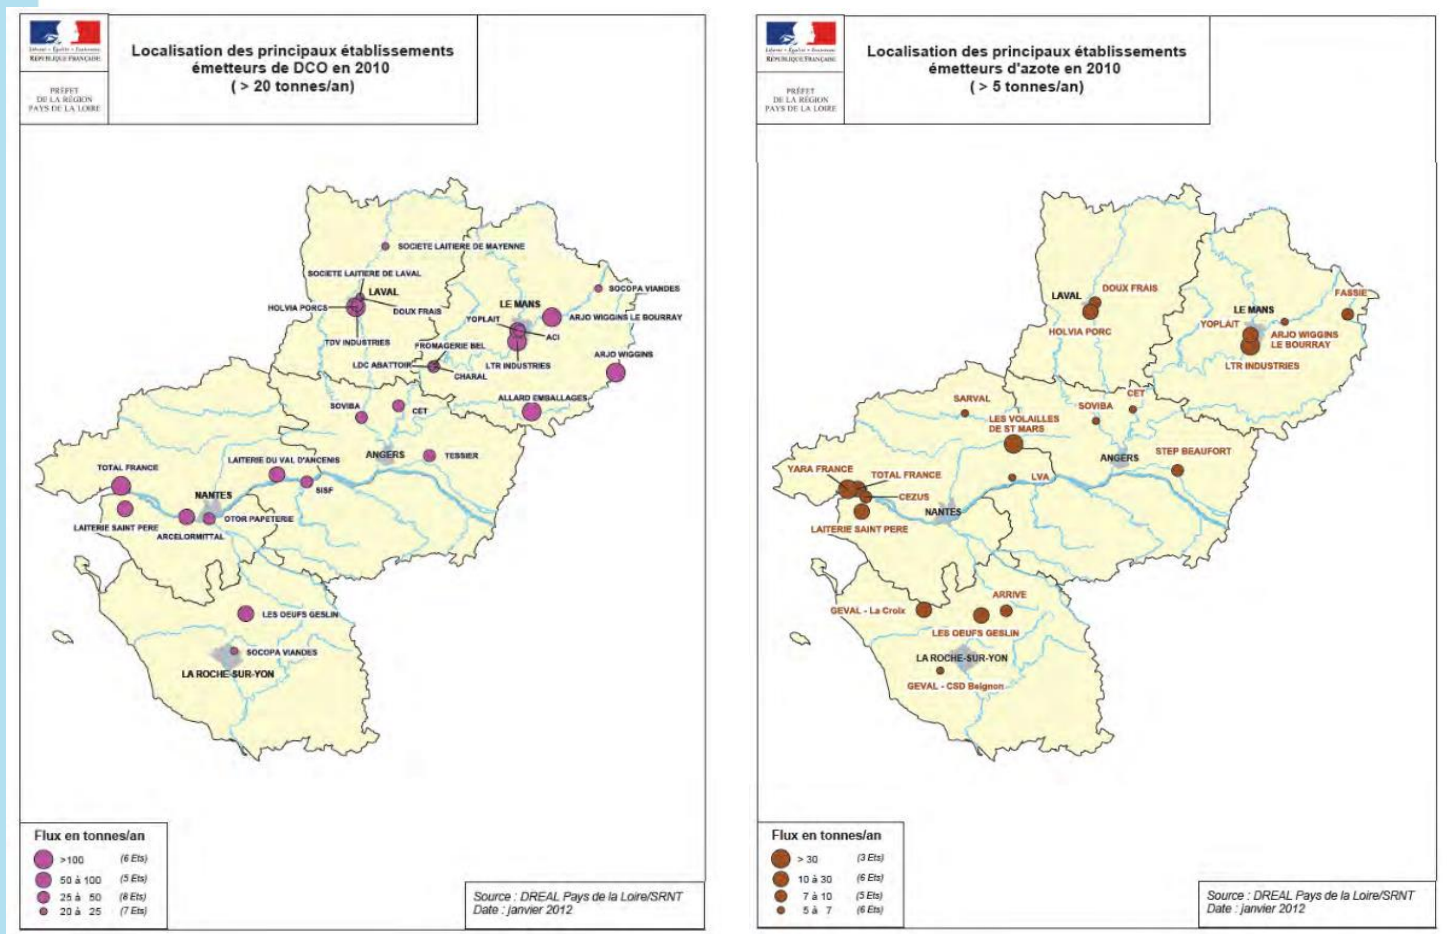 Liberté • Égalité • Fraternité
RÉPUBLIQUE FRANÇAISE
PRÉFET
DE LA RÉGION
PAYS DE LA LOIRE
Localisation des principaux établissements
émetteurs de DCO en 2010
( > 20 tonnes/an)
SOCIETE LAITIERE DE MAYENNE
SOCIETE LAITIERE DE LAVAL
LAVAL
HOLVIA PORCS
DOUX FRAIS
TDV INDUSTRIES
SOCOPA VIANDES
LE MANS
YOPLAIT
ARJO WIGGINS LE BOURRAY
ACI
FROMAGERIE BEL
LDC ABATTOIR
CHARAL
LTR INDUSTRIES
ARJO WIGGINS
ALLARD EMBALLAGES
SOVIBA
CET
ANGERS
TESSIER
LAITERIE DU VAL D'ANCENIS
SISF
TOTAL FRANCE
NANTES
OTOR PAPETERIE
LAITERIE SAINT PERE
ARCELORMITTAL
LES OEUFS GESLIN
SOCOPA VIANDES
LA ROCHE-SUR-YON
Flux en tonnes/an
>100 (6 Ets)
50 à 100 (5 Ets)
25 à 50 (8 Ets)
20 à 25 (7 Ets)
Source : DREAL Pays de la Loire/SRNT
Date : janvier 2012
Liberté • Égalité • Fraternité
RÉPUBLIQUE FRANÇAISE
PRÉFET
DE LA RÉGION
PAYS DE LA LOIRE
Localisation des principaux établissements
émetteurs d'azote en 2010
( > 5 tonnes/an)
LAVAL
DOUX FRAIS
HOLVIA PORC
FASSIE
LE MANS
YOPLAIT
ARJO WIGGINS
LE BOURRAY
LTR INDUSTRIES
SARVAL
CET
SOVIBA
LES VOLAILLES
DE ST MARS
ANGERS
STEP BEAUFORT
YARA FRANCE
TOTAL FRANCE
LVA
CEZUS
NANTES
LAITERIE SAINT PERE
ARRIVE
GEVAL - La Croix
LES OEUFS GESLIN
LA ROCHE-SUR-YON
GEVAL - CSD Beignon
Flux en tonnes/an
> 30 (3 Ets)
10 à 30 (6 Ets)
7 à 10 (5 Ets)
5 à 7 (6 Ets)
Source : DREAL Pays de la Loire/SRNT
Date : janvier 2012